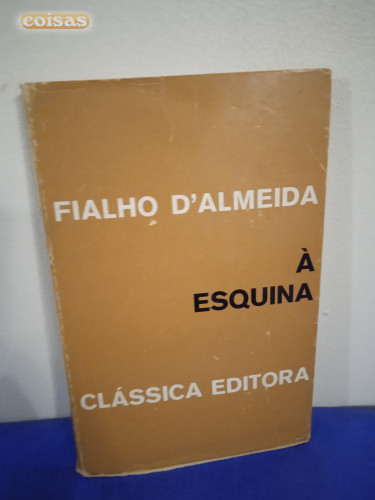 coisas
FIALHO D'ALMEIDA
À
ESQUINA
CLÁSSICA EDITORA